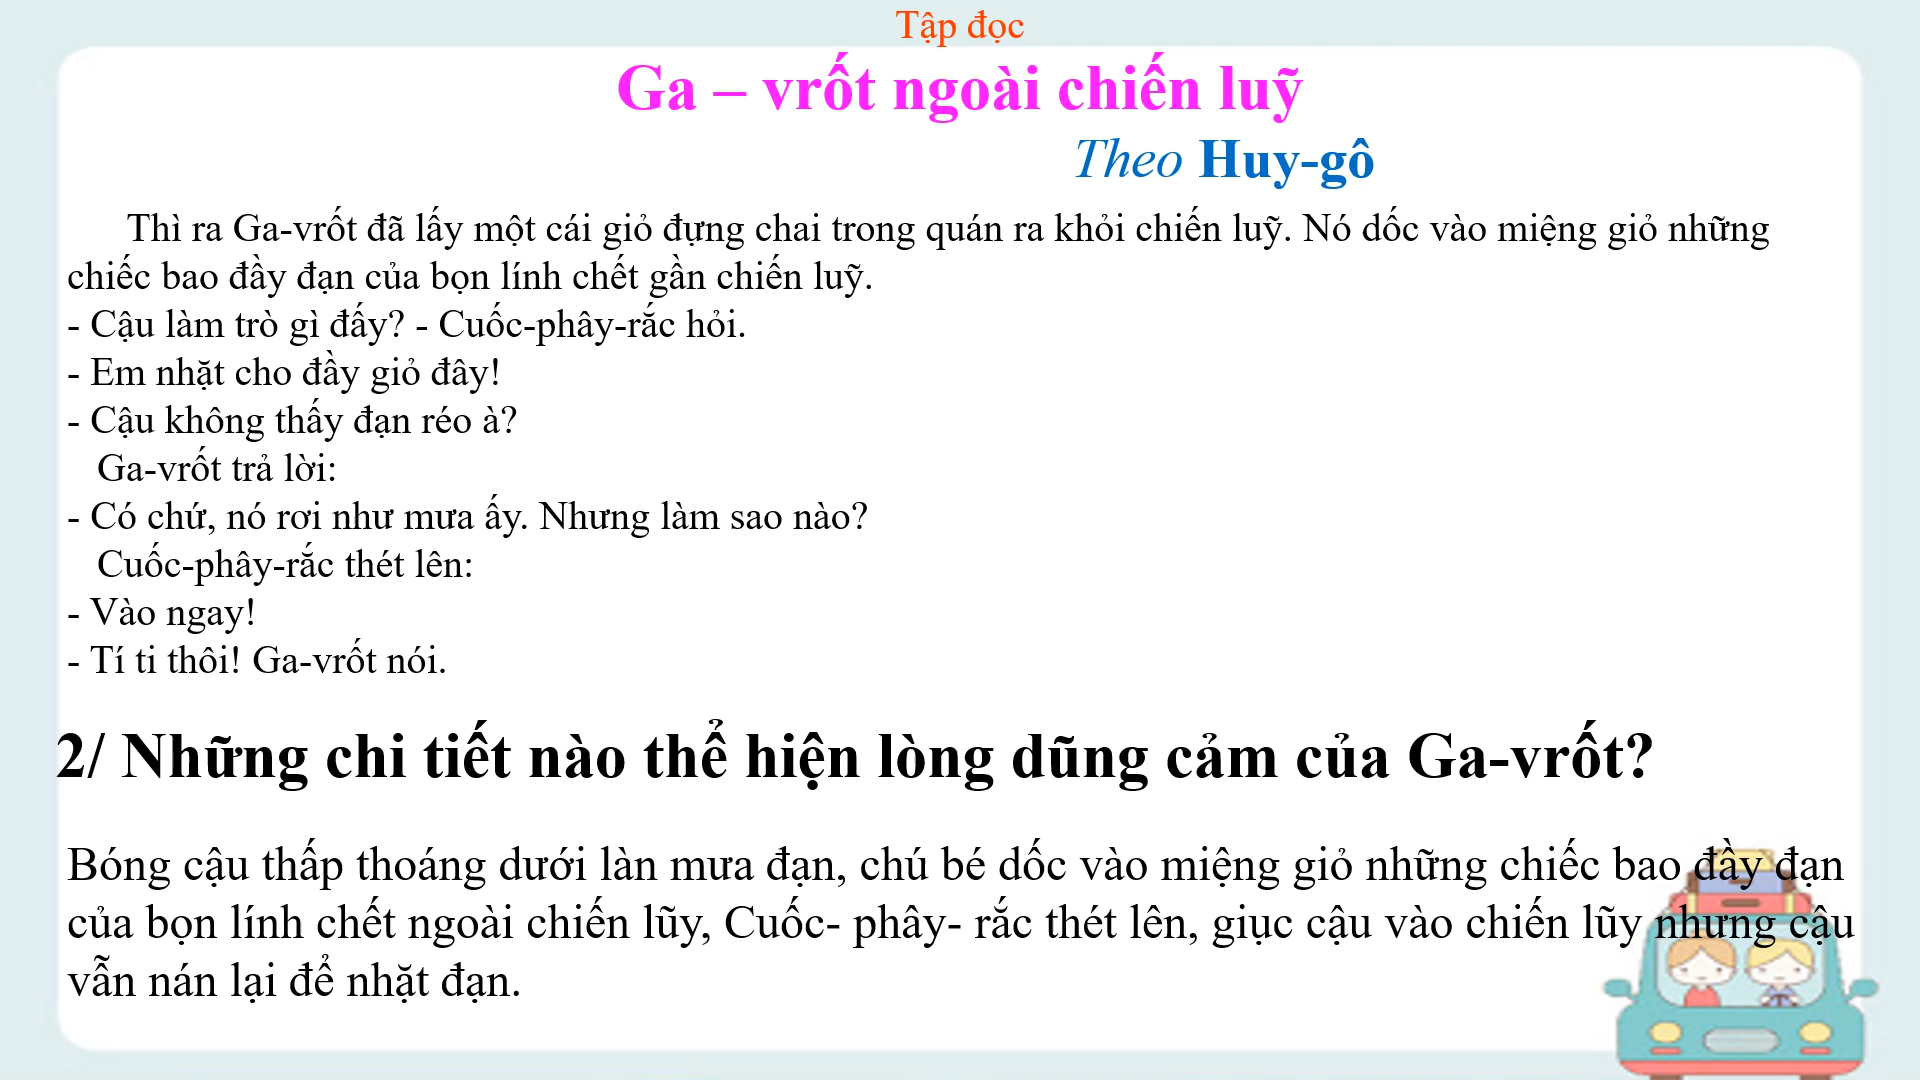 Tập đọc
Ga – vrốt ngoài chiến luỹ
Theo Huy-gô
Thì ra Ga-vrốt đã lấy một cái giỏ đựng chai trong quán ra khỏi chiến luỹ. Nó dốc vào miệng giỏ những
chiếc bao đầy đạn của bọn lính chết gần chiến luỹ.
- Cậu làm trò gì đấy? - Cuốc-phây-rắc hỏi.
- Em nhặt cho đầy giỏ đây!
- Cậu không thấy đạn réo à?
Ga-vrốt trả lời:
- Có chứ, nó rơi như mưa ấy. Nhưng làm sao nào?
Cuốc-phây-rắc thét lên:
- Vào ngay!
- Tí ti thôi! Ga-vrốt nói.
2/ Những chi tiết nào thể hiện lòng dũng cảm của Ga-vrốt?
Bóng cậu thấp thoáng dưới làn mưa đạn, chú bé dốc vào miệng giỏ những chiếc bao đầy đạn
của bọn lính chết ngoài chiến lũy, Cuốc- phây- rắc thét lên, giục cậu vào chiến lũy nhưng cậu
vẫn nán lại để nhặt đạn.